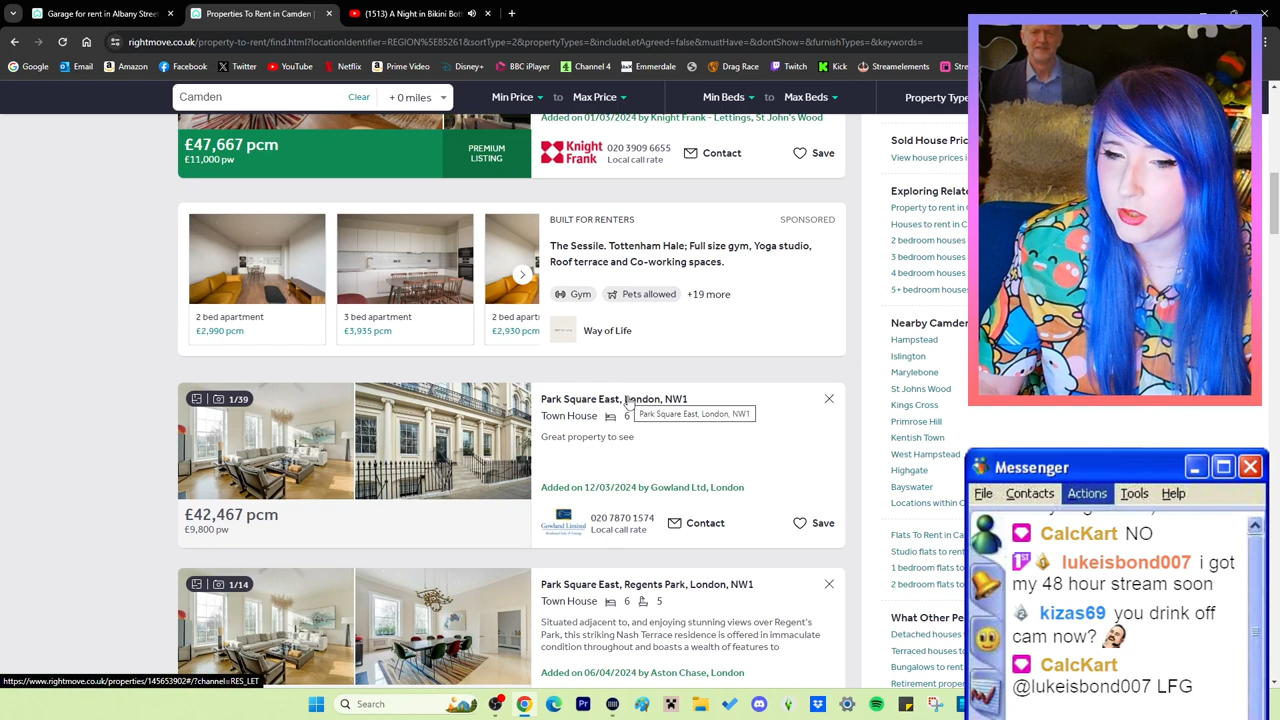 Garage for rent in Albany Street
Properties To Rent in Camden
(1513) A Night in Bikini Bott
rightmove.co.uk/property-to-rent/find.html?locationIdentifier=REGION%5E85261&sortType=2&propertyTypes=&includeLetAgreed=false&mustHave=&dontShow=&furnishTypes=&keywords=
Google Email Amazon Facebook Twitter YouTube Netflix Prime Video Disney+ BBC iPlayer Channel 4 Emmerdale Drag Race Twitch Kick Streamelements
Camden Clear + 0 miles Min Price to Max Price Min Beds to Max Beds Property Type
£47,667 pcm
£11,000 pw
PREMIUM
LISTING
Added on 01/03/2024 by Knight Frank - Lettings, St John's Wood
Knight
Frank
020 3909 6655
Local call rate
Contact Save
BUILT FOR RENTERS SPONSORED
The Sessile. Tottenham Hale; Full size gym, Yoga studio,
Roof terrace and Co-working spaces.
Gym Pets allowed +19 more
Way of Life
2 bed apartment
£2,990 pcm
3 bed apartment
£3,935 pcm
2 bed apart
£2,930 pcm
1/39
Park Square East, London, NW1
Town House 6
Park Square East, London, NW1
Great property to see
Added on 12/03/2024 by Gowland Ltd, London
£42,467 pcm
£9,800 pw
Gowland Limited
020 7870 1574
Local call rate
Contact Save
1/14
Park Square East, Regents Park, London, NW1
Town House 6 5
Situated adjacent to, and enjoying stunning views over Regent's
Park, this striking Nash Terrace residence is offered in immaculate
condition throughout and boasts a wealth of features to
Added on 06/04/2024 by Aston Chase, London
Sold House Pric
View house prices i
Exploring Relate
Property to rent in C
Houses to rent in C
2 bedroom houses
3 bedroom houses
4 bedroom houses
5+ bedroom house
Nearby Camden
Hampstead
Islington
Marylebone
St Johns Wood
Kings Cross
Primrose Hill
Kentish Town
West Hampstead
Highgate
Bayswater
Locations within C
Flats To Rent in Ca
Studio flats to rent
1 bedroom flats to
2 bedroom flats to
What Other Pe
Detached houses
Terraced houses t
Bungalows to rent
Retirement proper
https://www.rightmove.co.uk/properties/145653902#/?channel=RES_LET
Search
Messenger
File Contacts Actions Tools Help
CalcKart NO
1ST lukeisbond007 i got
my 48 hour stream soon
kizas69 you drink off
cam now?
CalcKart
@lukeisbond007 LFG